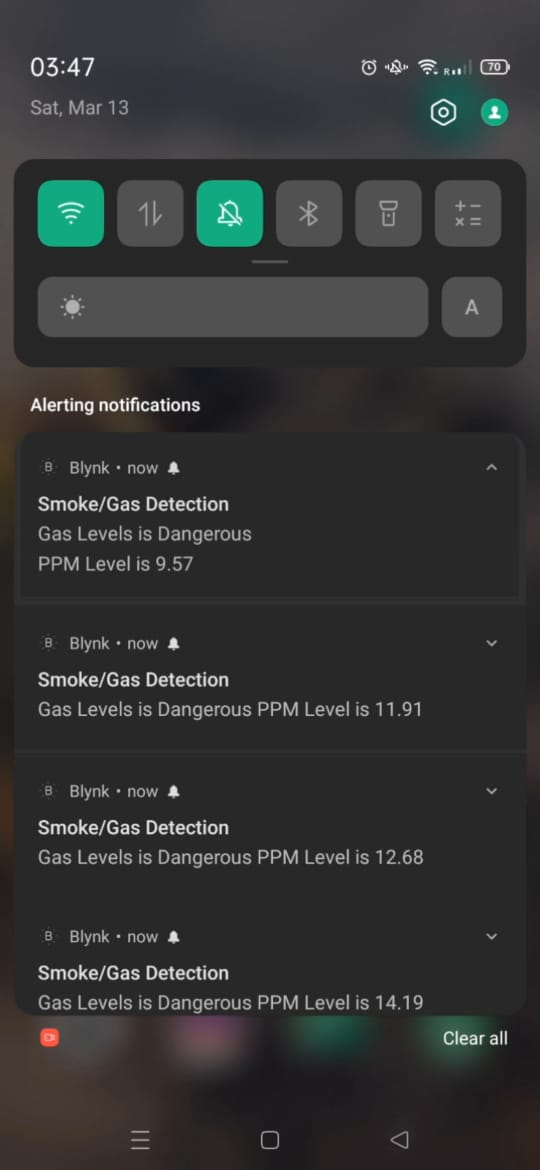 03:47
R 70
Sat, Mar 13
A
Alerting notifications
B Blynk • now
Smoke/Gas Detection
Gas Levels is Dangerous
PPM Level is 9.57
B Blynk • now
Smoke/Gas Detection
Gas Levels is Dangerous PPM Level is 11.91
B Blynk • now
Smoke/Gas Detection
Gas Levels is Dangerous PPM Level is 12.68
B Blynk • now
Smoke/Gas Detection
Gas Levels is Dangerous PPM Level is 14.19
Clear all